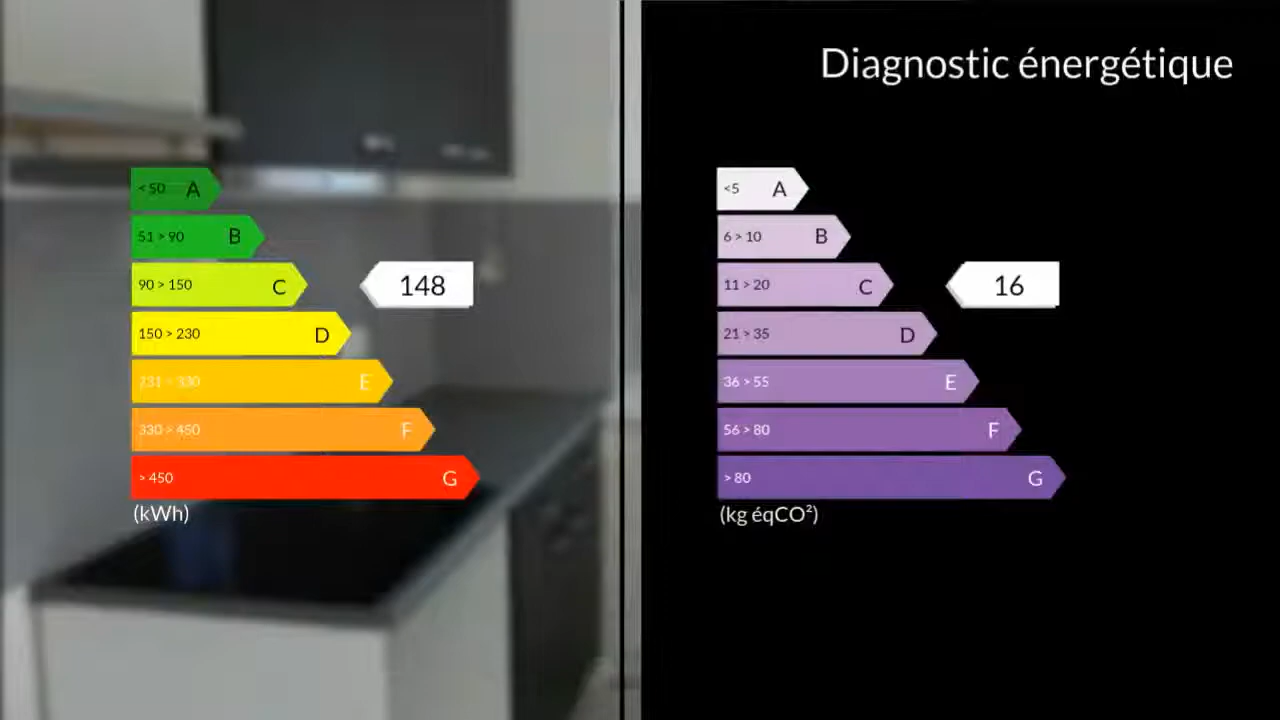 Diagnostic énergétique
< 50 A
51 > 90 B
90 > 150 C
148
150 > 230 D
231 > 330 E
330 > 450 F
> 450 G
(kWh)
<5 A
6 > 10 B
11 > 20 C
16
21 > 35 D
36 > 55 E
56 > 80 F
> 80 G
(kg éqCO²)